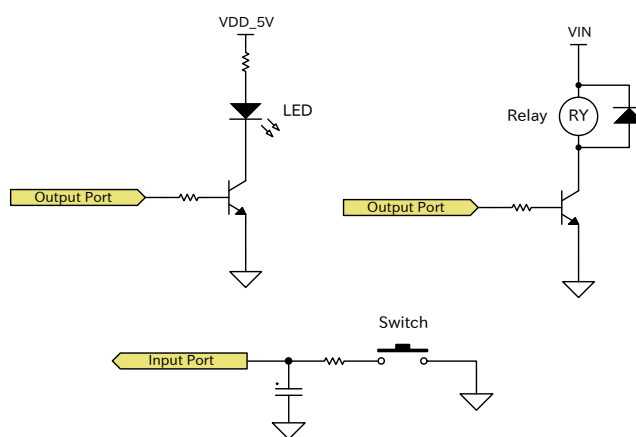 VDD_5V
LED
Output Port
VIN
Relay
RY
Output Port
Switch
Input Port